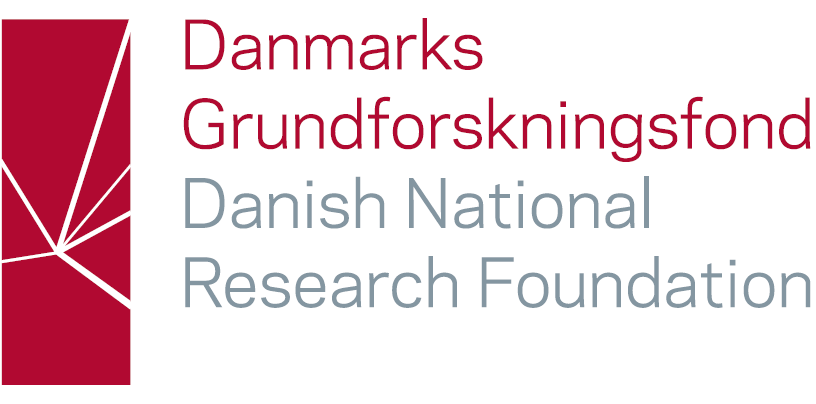 Danmarks
Grundforskningsfond
Danish National
Research Foundation